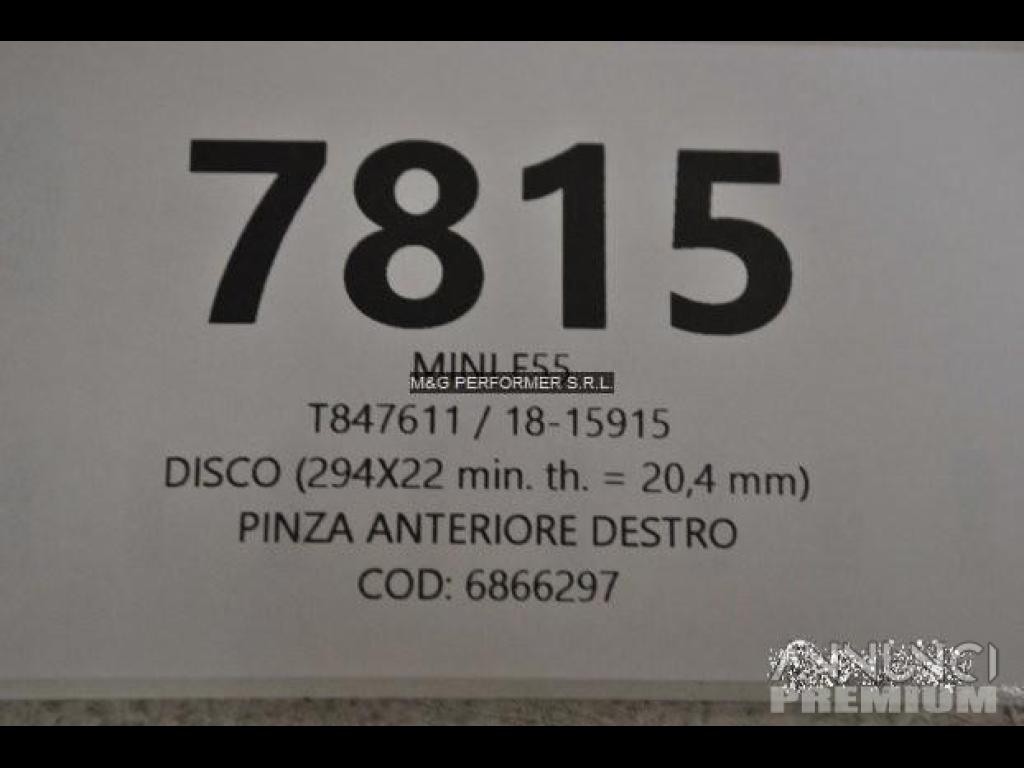 7815
MINI F55
M&G PERFORMER S.R.L.
T847611 / 18-15915
DISCO (294X22 min. th. = 20,4 mm)
PINZA ANTERIORE DESTRO
COD: 6866297
ANNUNCI
PREMIUM